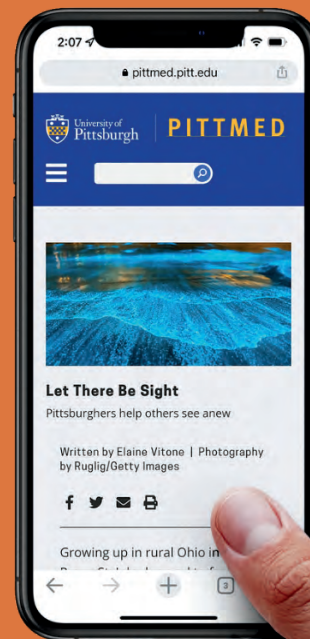 2:07
pittmed.pitt.edu
University of
Pittsburgh
PITTMED
Let There Be Sight
Pittsburghers help others see anew
Written by Elaine Vitone | Photography
by Ruglig/Getty Images
Growing up in rural Ohio in
3